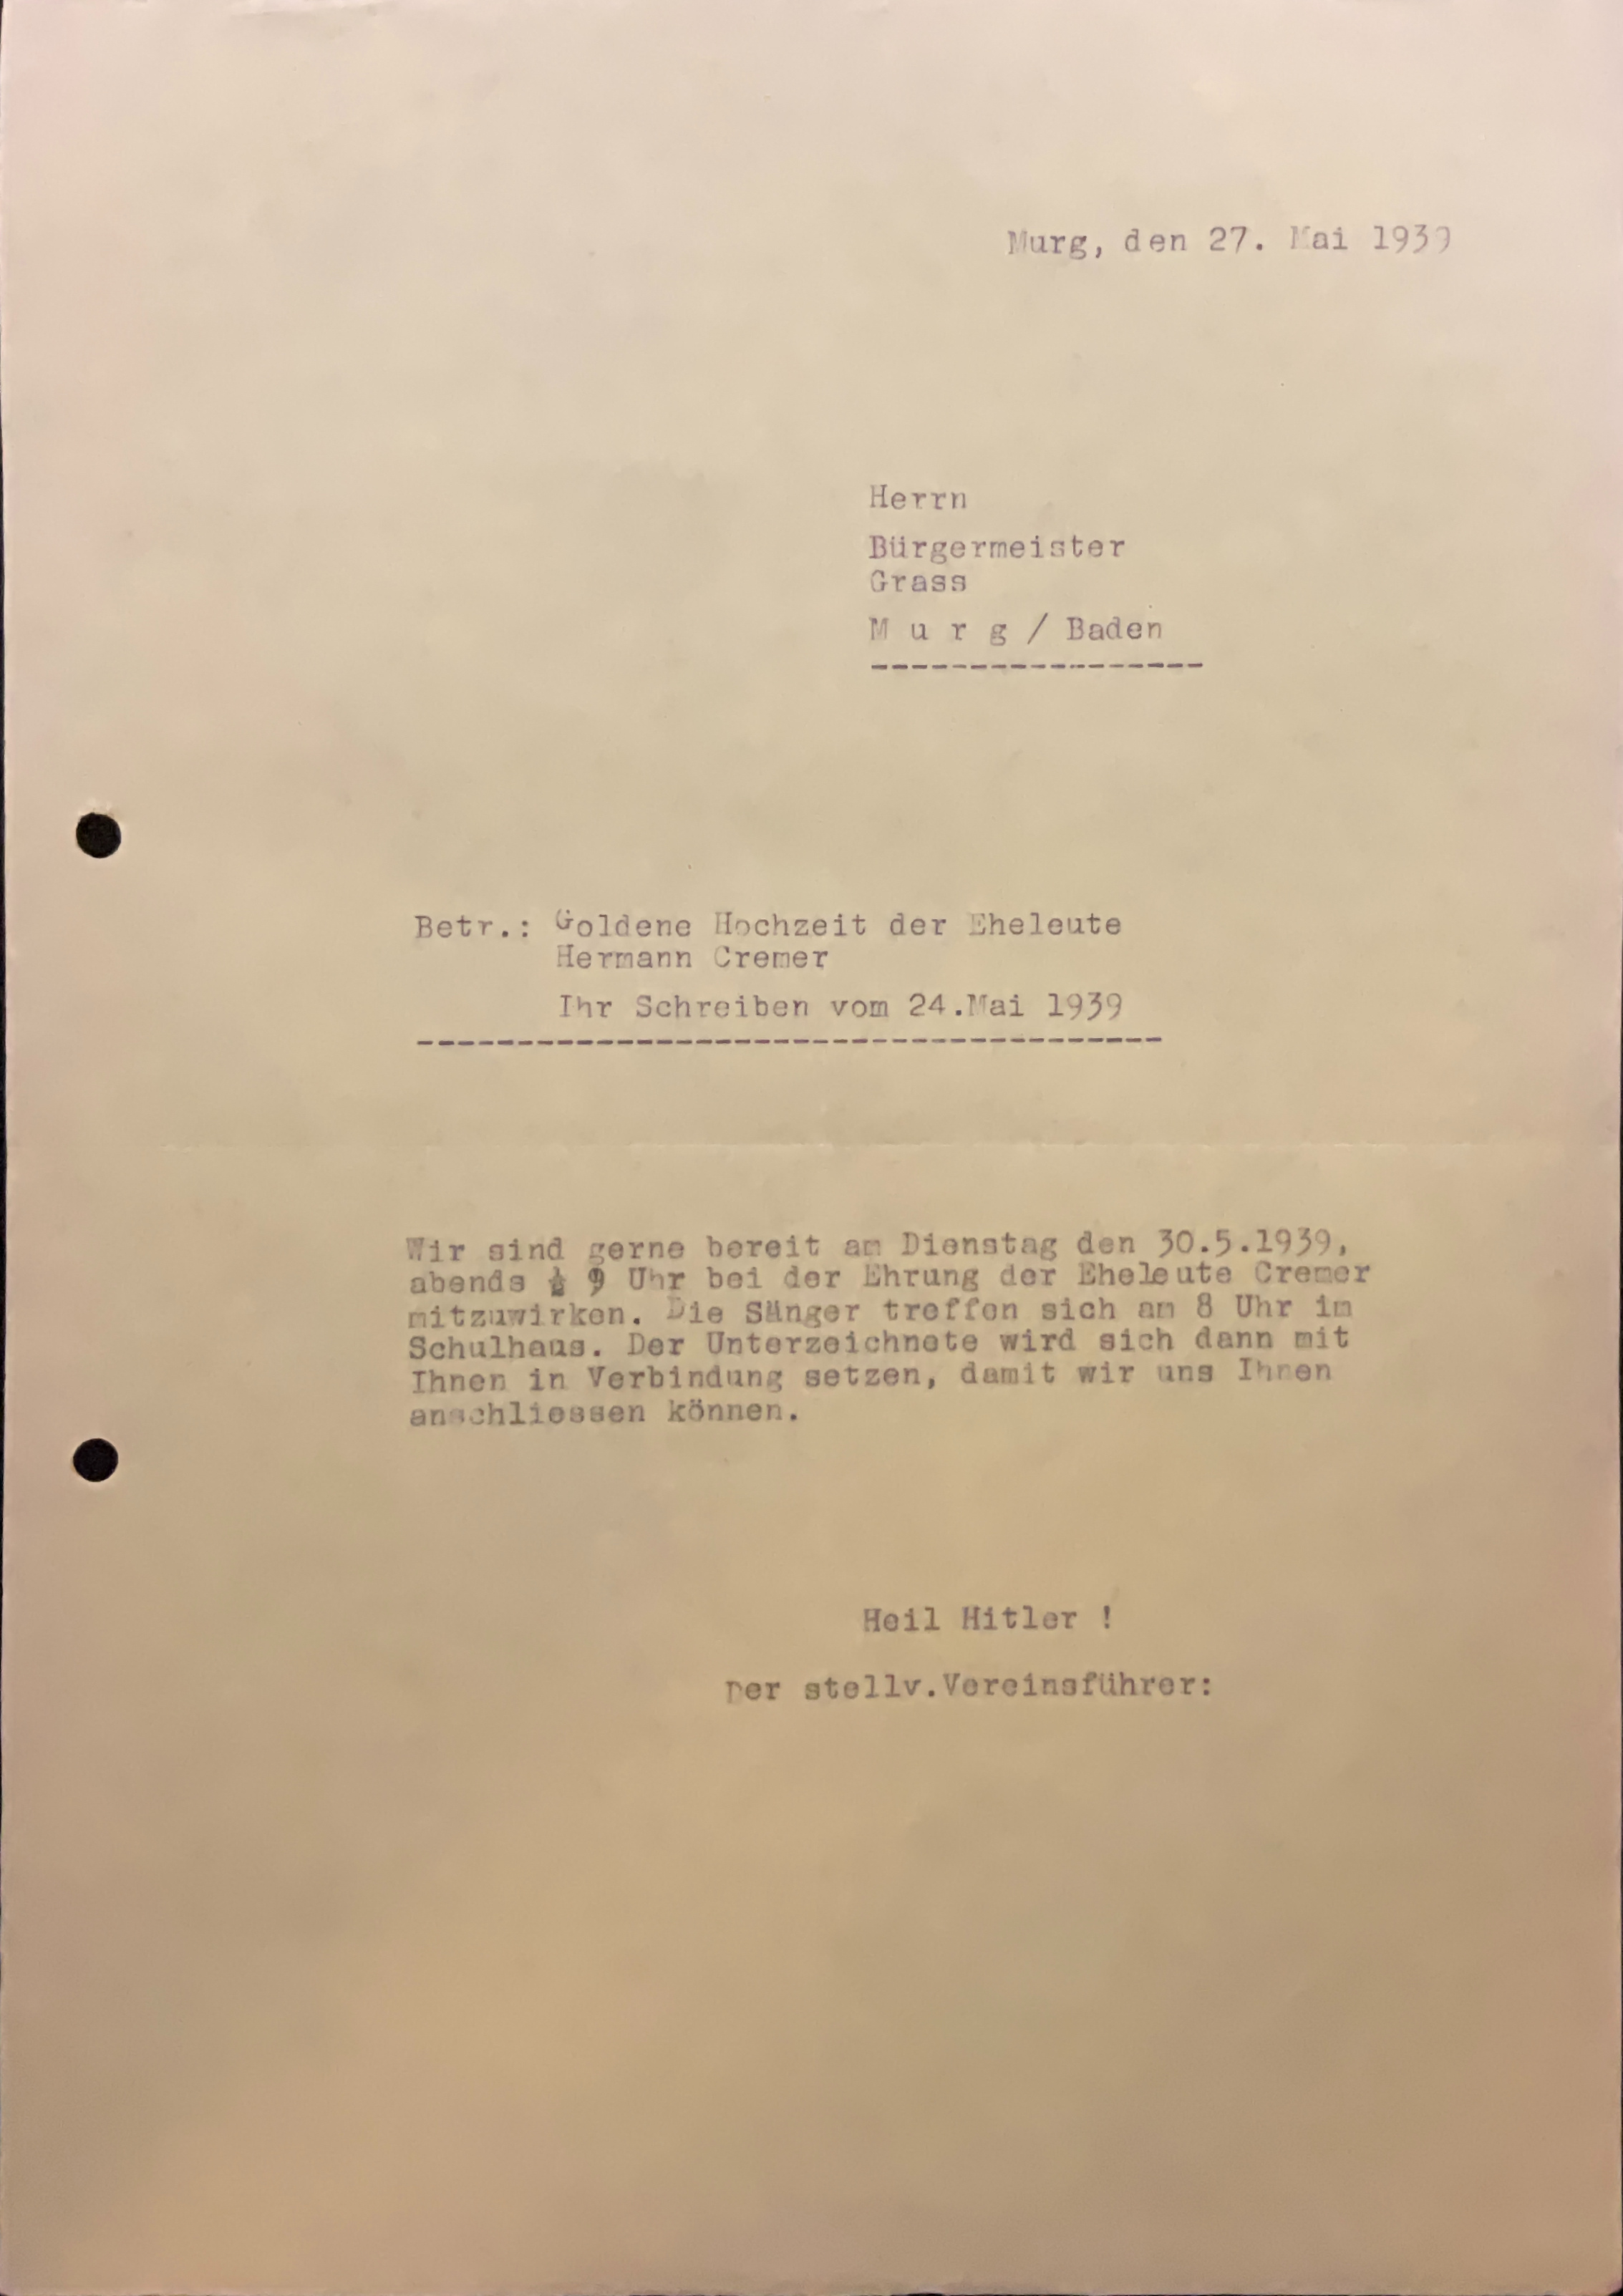 Murg, den 27. Mai 1939
Herrn
Bürgermeister
Grass
M u r g / Baden
-----------------
Betr.: Goldene Hochzeit der Eheleute
Hermann Cremer
Ihr Schreiben vom 24.Mai 1939
--------------------------------------
Wir sind gerne bereit am Dienstag den 30.5.1939,
abends ½ 9 Uhr bei der Ehrung der Eheleute Cremer
mitzuwirken. Die Sänger treffen sich am 8 Uhr im
Schulhaus. Der Unterzeichnete wird sich dann mit
Ihnen in Verbindung setzen, damit wir uns Ihnen
anschliessen können.
Heil Hitler !
Der stellv.Vereinsführer: